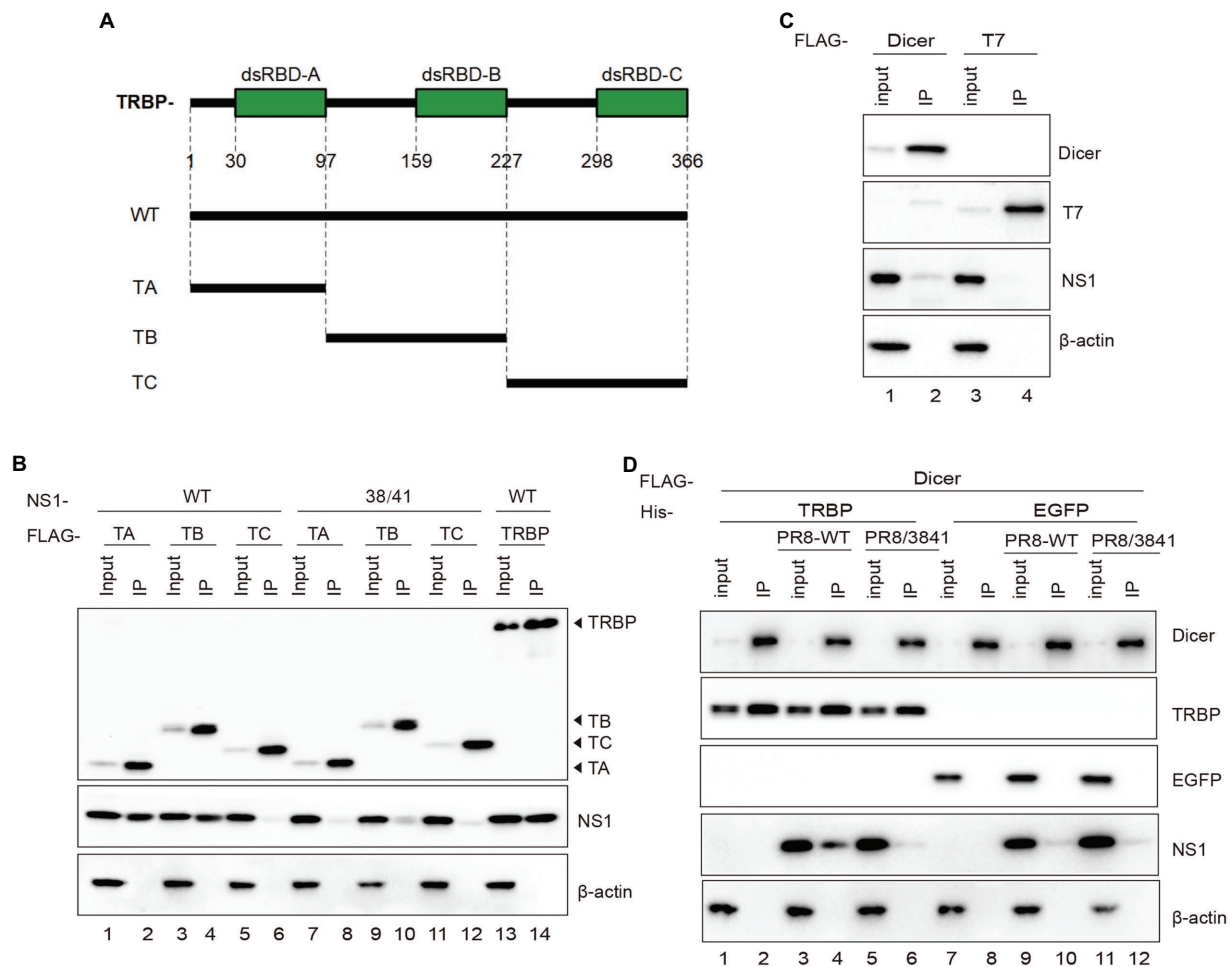 A
dsRBD-A dsRBD-B dsRBD-C
TRBP-
1 30 97 159 227 298 366
WT
TA
TB
TC
B
NS1- WT 38/41 WT
FLAG- TA TB TC TA TB TC TRBP
Input IP Input IP Input IP Input IP Input IP Input IP Input IP
TRBP
TB
TC
TA
NS1
β-actin
1 2 3 4 5 6 7 8 9 10 11 12 13 14
C
FLAG- Dicer T7
input IP input IP
Dicer
T7
NS1
β-actin
1 2 3 4
D
FLAG- Dicer
His- TRBP EGFP
PR8-WT PR8/3841 PR8-WT PR8/3841
input IP input IP input IP input IP input IP input IP
Dicer
TRBP
EGFP
NS1
β-actin
1 2 3 4 5 6 7 8 9 10 11 12